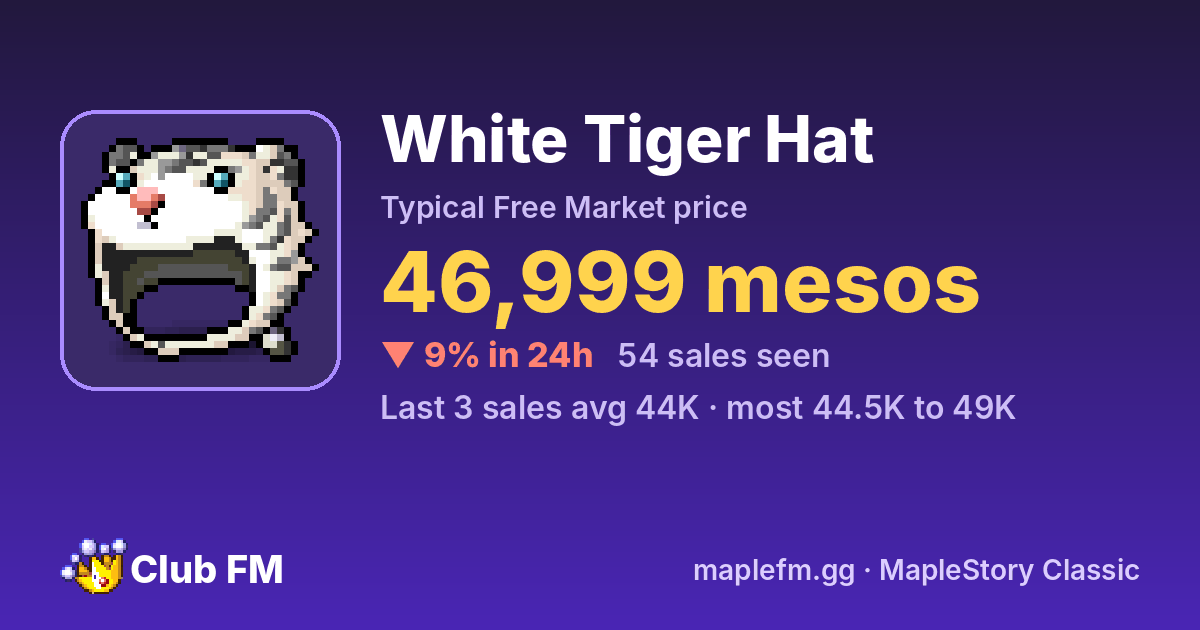 White Tiger Hat
Typical Free Market price
46,999 mesos
▼ 9% in 24h 54 sales seen
Last 3 sales avg 44K · most 44.5K to 49K
Club FM
maplefm.gg · MapleStory Classic